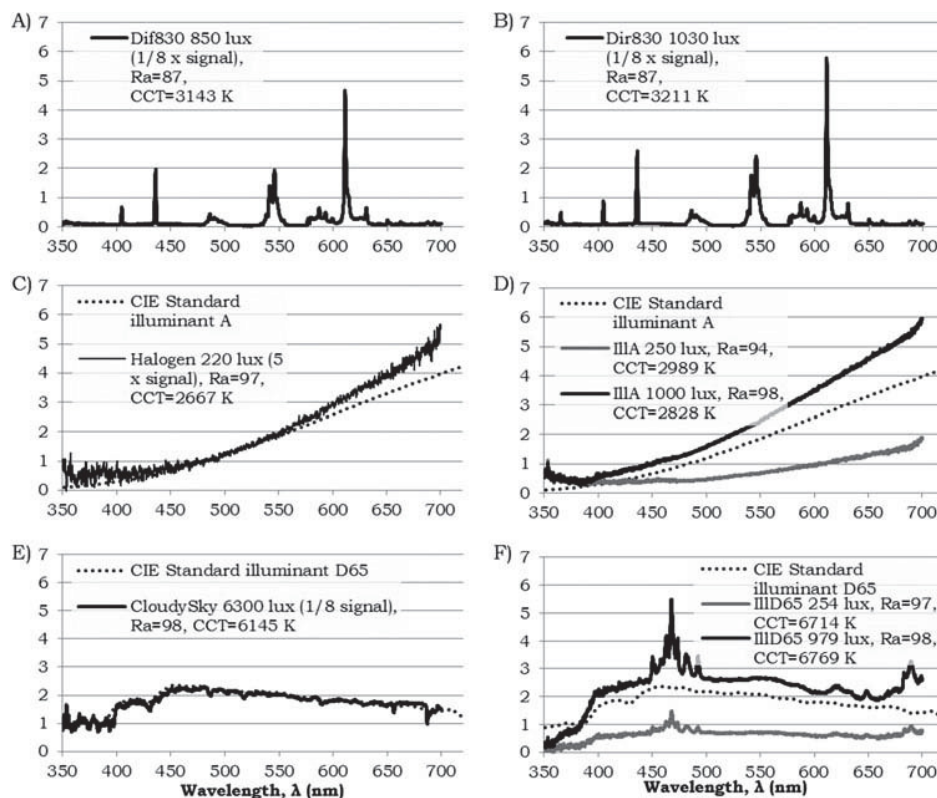 A)
7
6
5
4
3
2
1
0
Dif830 850 lux
(1/8 x signal),
Ra=87,
CCT=3143 K
350 400 450 500 550 600 650 700
B)
7
6
5
4
3
2
1
0
Dir830 1030 lux
(1/8 x signal),
Ra=87,
CCT=3211 K
350 400 450 500 550 600 650 700
C)
7
6
5
4
3
2
1
0
CIE Standard
illuminant A
Halogen 220 lux (5
x signal), Ra=97,
CCT=2667 K
350 400 450 500 550 600 650 700
D)
7
6
5
4
3
2
1
0
CIE Standard
illuminant A
IllA 250 lux, Ra=94,
CCT=2989 K
IllA 1000 lux, Ra=98,
CCT=2828 K
350 400 450 500 550 600 650 700
E)
7
6
5
4
3
2
1
0
CIE Standard illuminant D65
CloudySky 6300 lux (1/8 signal),
Ra=98, CCT=6145 K
350 400 450 500 550 600 650 700
Wavelength, λ (nm)
F)
7
6
5
4
3
2
1
0
CIE Standard
illuminant D65
IllD65 254 lux, Ra=97,
CCT=6714 K
IllD65 979 lux, Ra=98,
CCT=6769 K
350 400 450 500 550 600 650 700
Wavelength, λ (nm)